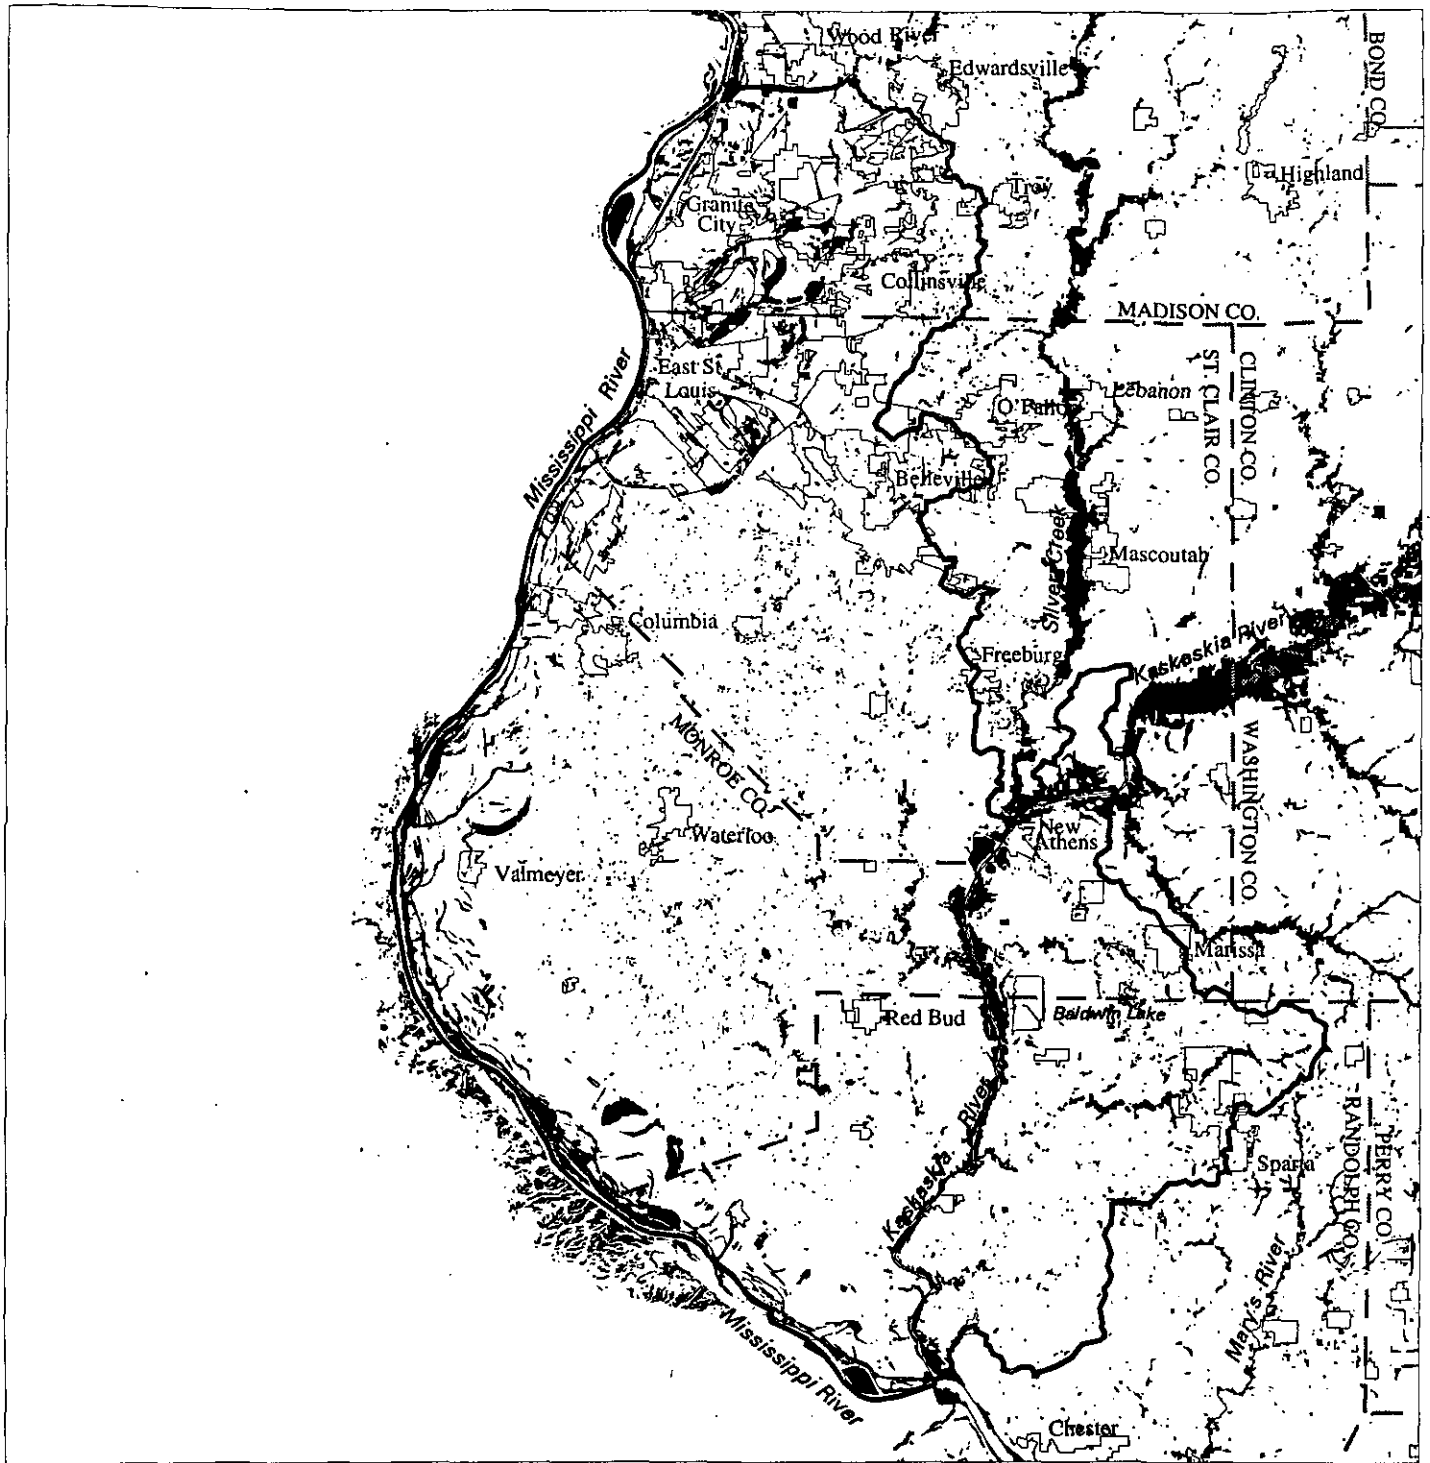 Wood River
Edwardsville
BOND CO.
Troy
Highland
Granite
City
Collinsville
MADISON CO.
Mississippi River
East St.
Louis
O'Fallon
Lebanon
ST. CLAIR CO.
CLINTON CO.
Belleville
Silver Creek
Mascoutah
Columbia
Freeburg
Kaskaskia River
MONROE CO.
WASHINGTON CO.
Waterloo
New
Athens
Valmeyer
Marissa
Red Bud
Baldwin Lake
Kaskaskia River
Sparta
RANDOLPH CO.
PERRY CO.
Mary's River
Mississippi River
Chester